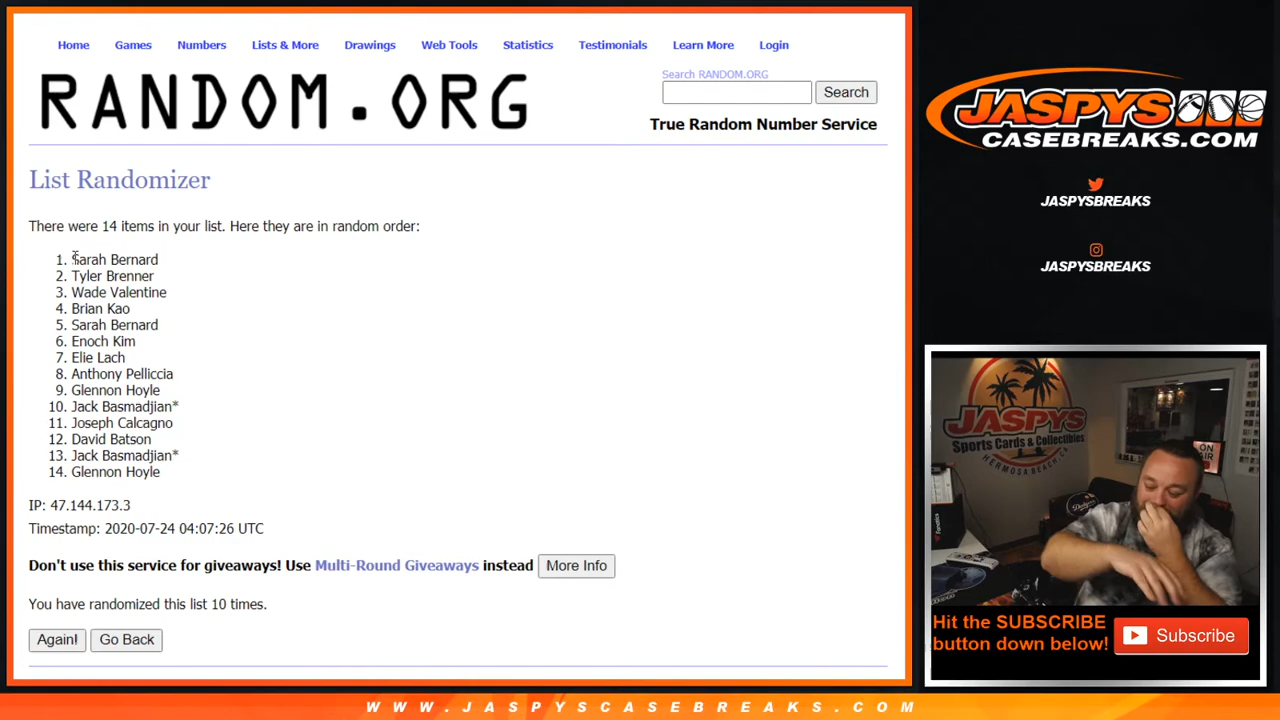 Home Games Numbers Lists & More Drawings Web Tools Statistics Testimonials Learn More Login
RANDOM.ORG
Search RANDOM.ORG
Search
True Random Number Service
List Randomizer
There were 14 items in your list. Here they are in random order:
1. Sarah Bernard
2. Tyler Brenner
3. Wade Valentine
4. Brian Kao
5. Sarah Bernard
6. Enoch Kim
7. Elie Lach
8. Anthony Pelliccia
9. Glennon Hoyle
10. Jack Basmadjian*
11. Joseph Calcagno
12. David Batson
13. Jack Basmadjian*
14. Glennon Hoyle
IP: 47.144.173.3
Timestamp: 2020-07-24 04:07:26 UTC
Don't use this service for giveaways! Use Multi-Round Giveaways instead More Info
You have randomized this list 10 times.
Again! Go Back
JASPYS
CASEBREAKS.COM
JASPYSBREAKS
JASPYSBREAKS
JASPYS
Sports Cards & Collectibles
HERMOSA BEACH, CA
ON
AIR
Dodgers
Fanatics
Hit the SUBSCRIBE
button down below!
Subscribe
WWW.JASPYSCASEBREAKS.COM